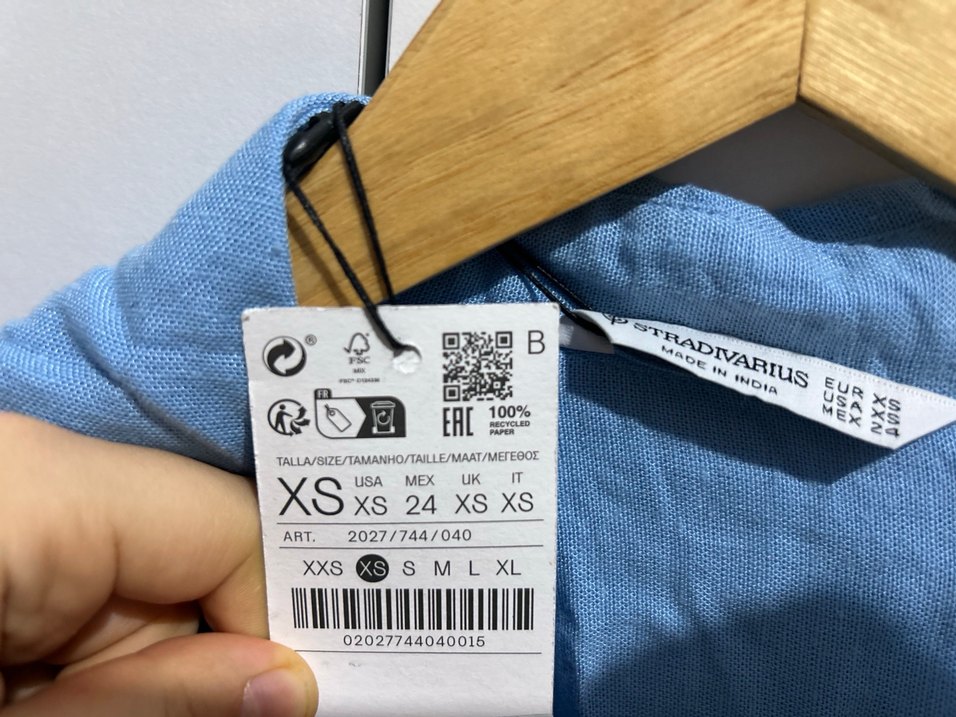 ®
FSC
MIX
B
FR
EAC
100%
RECYCLED
PAPER
TALLA/SIZE/TAMANHO/TAILLE/MAAT/ΜΕΓΕΘΟΣ
XS
USA MEX UK IT
XS 24 XS XS
ART. 2027/744/040
XXS XS S M L XL
02027744040015
STRADIVARIUS
MADE IN INDIA
EUR XS
USA XS
MEX 24